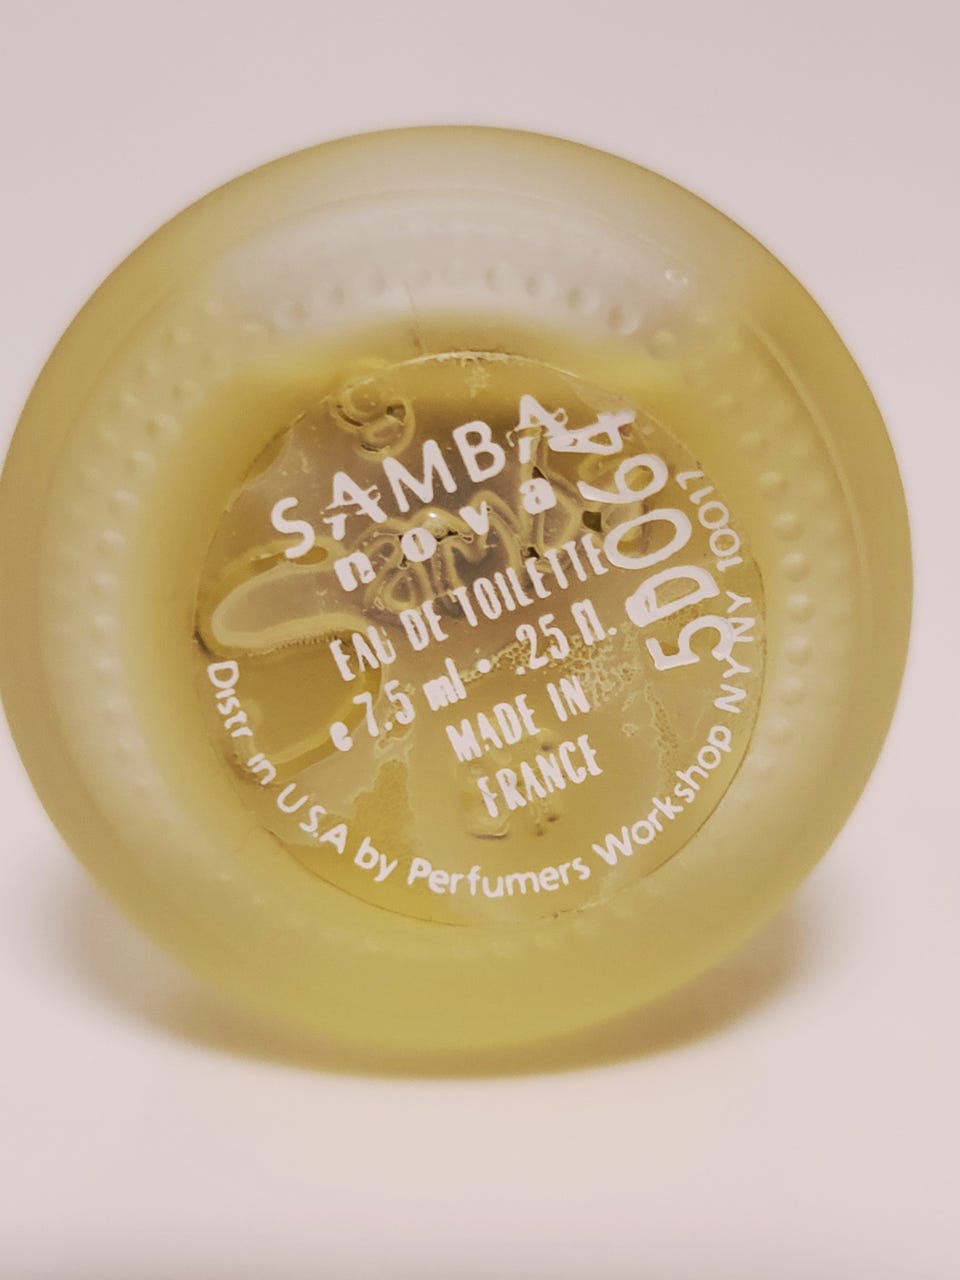 SAMBA
nova
EAU DE TOILETTE
e 7.5 ml • .25 fl.
MADE IN
FRANCE
Distr in U.S.A by Perfumers Workshop NY NY 10017
5D064